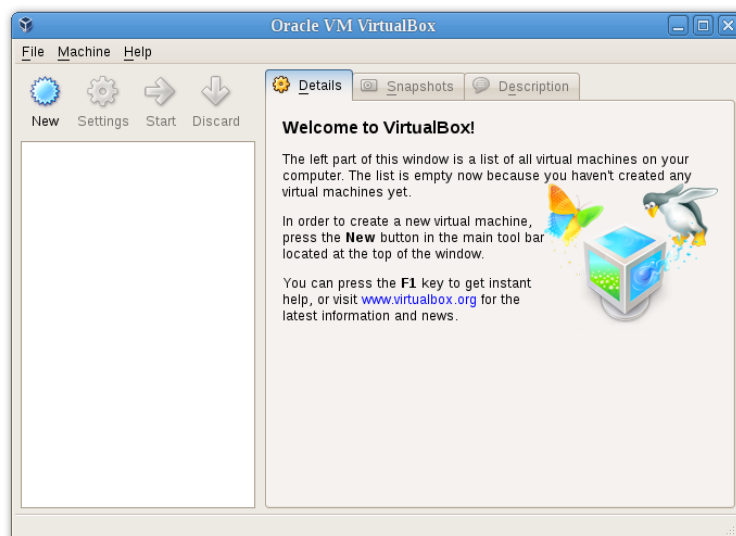 Oracle VM VirtualBox
File Machine Help
New Settings Start Discard
Details Snapshots Description
Welcome to VirtualBox!
The left part of this window is a list of all virtual machines on your
computer. The list is empty now because you haven't created any
virtual machines yet.
In order to create a new virtual machine,
press the New button in the main tool bar
located at the top of the window.
You can press the F1 key to get instant
help, or visit www.virtualbox.org for the
latest information and news.